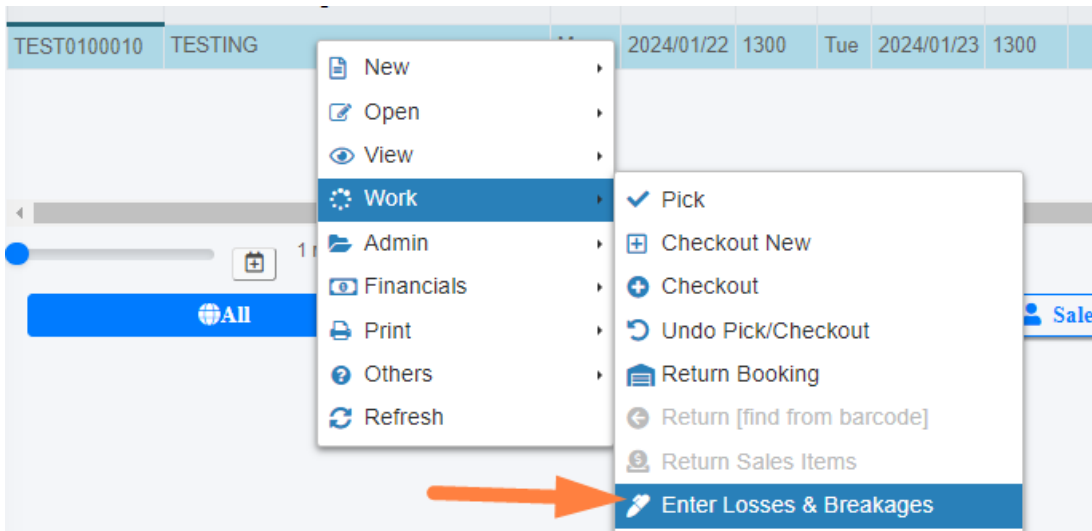 TEST0100010 TESTING 2024/01/22 1300 Tue 2024/01/23 1300
New
Open
View
Work
Pick
Admin
Checkout New
Financials
Checkout
All
Sale
Print
Undo Pick/Checkout
Others
Return Booking
Refresh
Return [find from barcode]
Return Sales Items
Enter Losses & Breakages